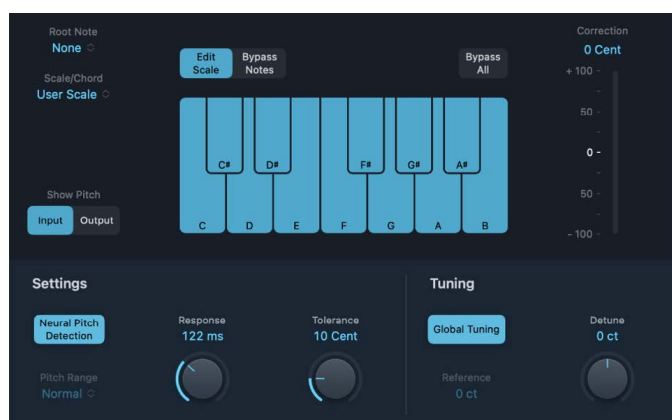 Root Note
None
Scale/Chord
User Scale
Show Pitch
Input Output
Edit
Scale
Bypass
Notes
Bypass
All
C# D# F# G# A#
C D E F G A B
Correction
0 Cent
+ 100 -
50 -
0 -
50 -
- 100 -
Settings
Neural Pitch
Detection
Pitch Range
Normal
Response
122 ms
Tolerance
10 Cent
Tuning
Global Tuning
Reference
0 ct
Detune
0 ct